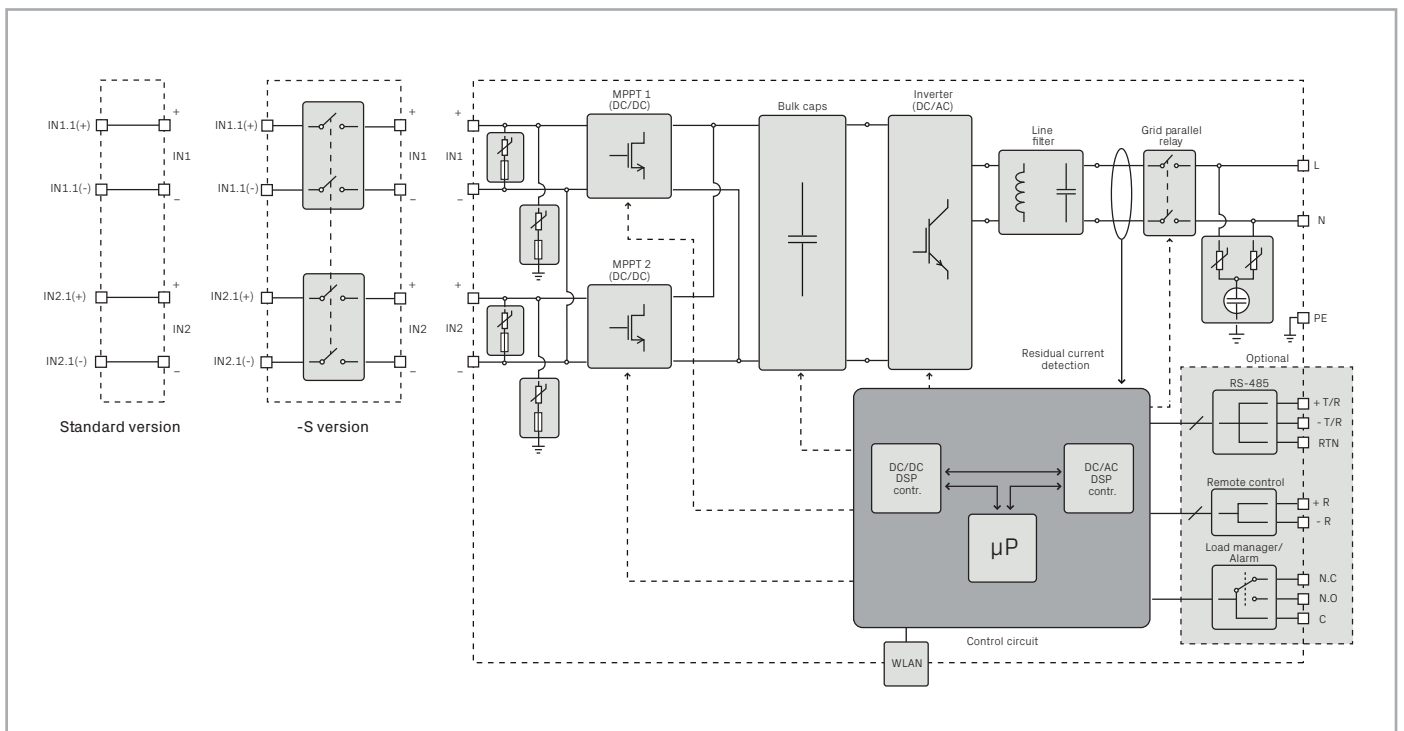 IN1.1(+)
+
IN1
IN1.1(-)
−
IN2.1(+)
+
IN2
IN2.1(-)
−
Standard version
IN1.1(+)
+
IN1
IN1.1(-)
−
IN2.1(+)
+
IN2
IN2.1(-)
−
-S version
+
IN1
−
+
IN2
−
MPPT 1
(DC/DC)
MPPT 2
(DC/DC)
Bulk caps
Inverter
(DC/AC)
Line
filter
Grid parallel
relay
L
N
PE
Residual current
detection
DC/DC
DSP
contr.
DC/AC
DSP
contr.
µP
Control circuit
WLAN
Optional
RS-485
+ T/R
- T/R
RTN
Remote control
+ R
- R
Load manager/
Alarm
N.C
N.O
C